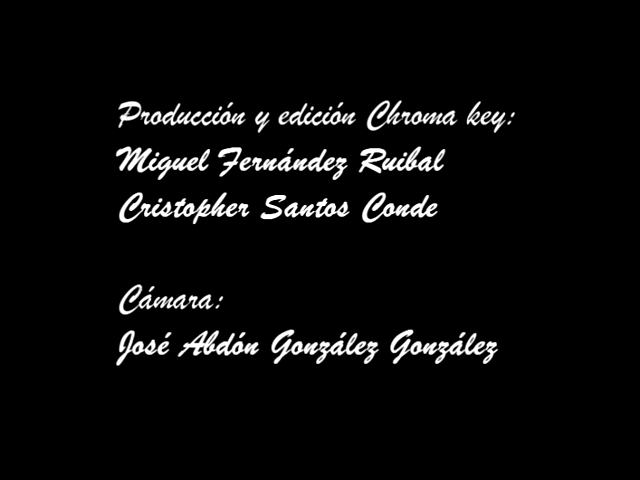 Producción y edición Chroma key:
Miguel Fernández Ruibal
Cristopher Santos Conde
Cámara:
José Abdón González González